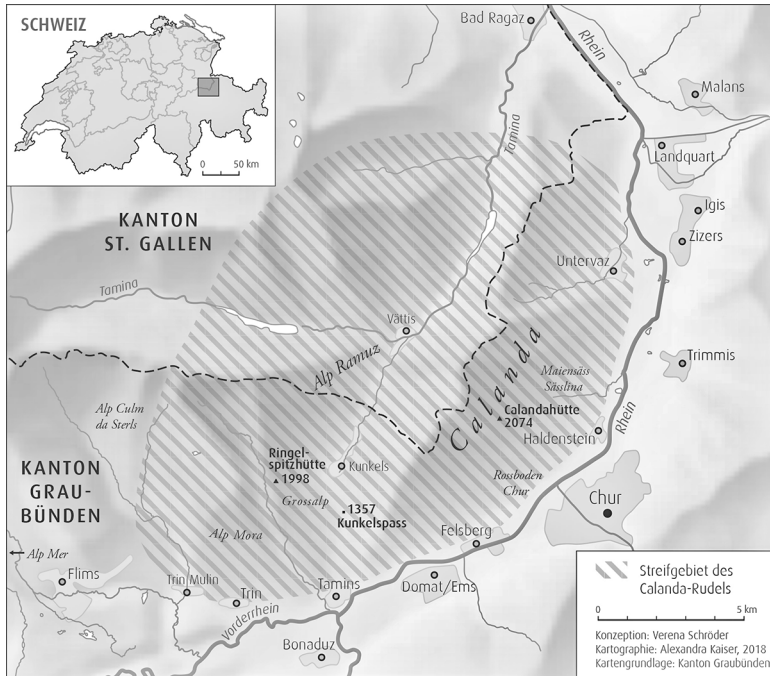 SCHWEIZ
0 50 km
Bad Ragaz
Rhein
Malans
Tamina
Landquart
KANTON
ST. GALLEN
Igis
Zizers
Untervaz
Tamina
Vättis
Alp Ramuz
Calanda
Trimmis
Maiensäss
Sässlina
Alp Culm
da Sterls
Calandahütte
2074
Rhein
Haldenstein
Ringel-
spitzhütte
1998
Kunkels
KANTON
GRAU-
BÜNDEN
Grossalp
Rossboden
Chur
Chur
1357
Kunkelspass
Alp Mora
Felsberg
Alp Mer
Flims
Trin Mulin
Trin
Tamins
Domat/Ems
Vorderrhein
Bonaduz
Streifgebiet des
Calanda-Rudels
0 5 km
Konzeption: Verena Schröder
Kartographie: Alexandra Kaiser, 2018
Kartengrundlage: Kanton Graubünden